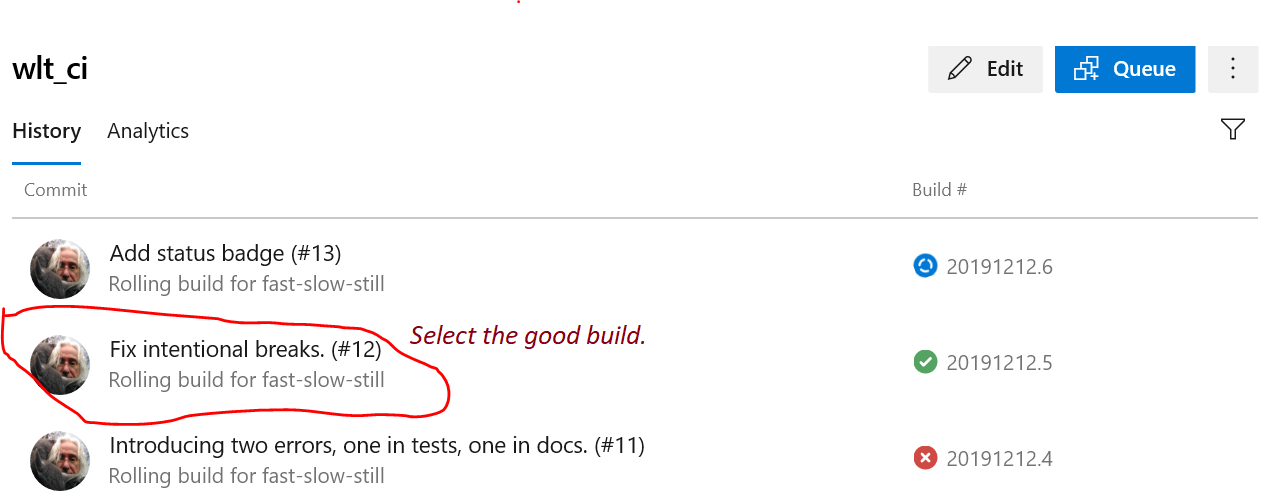 wlt_ci
Edit
Queue
History
Analytics
Commit
Build #
Add status badge (#13)
Rolling build for fast-slow-still
20191212.6
Fix intentional breaks. (#12)
Select the good build.
Rolling build for fast-slow-still
20191212.5
Introducing two errors, one in tests, one in docs. (#11)
Rolling build for fast-slow-still
20191212.4